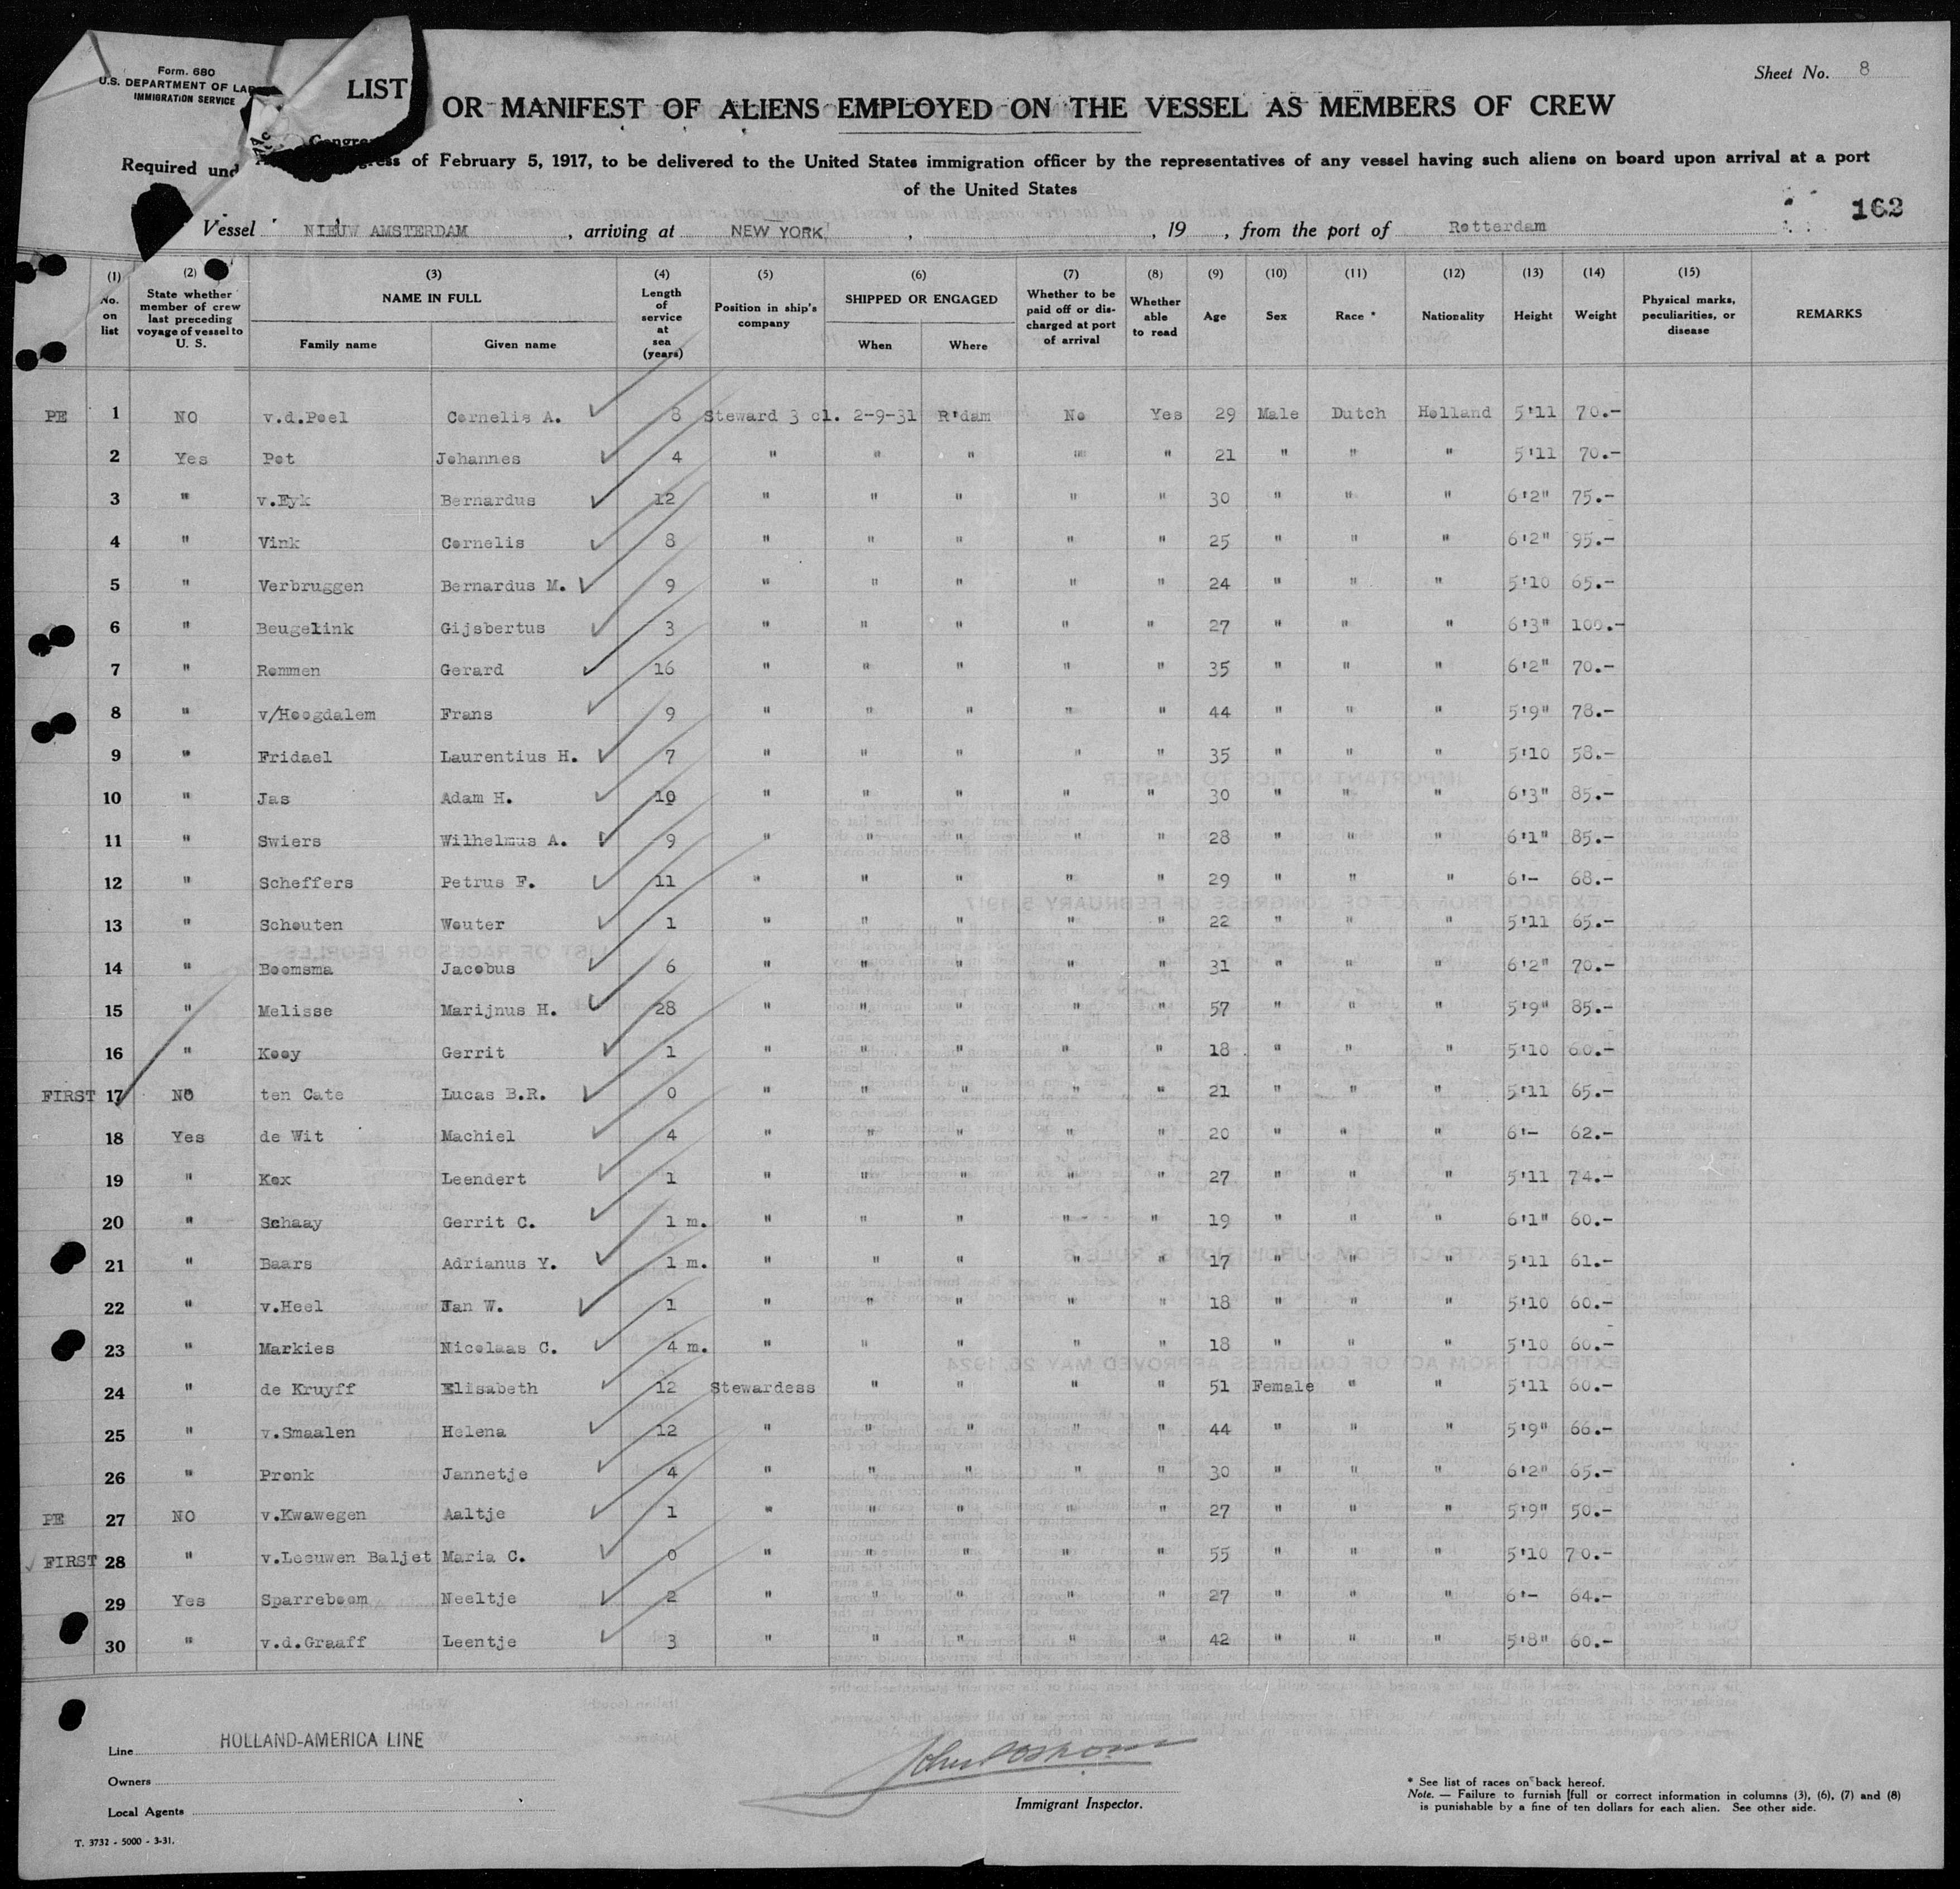 Form. 680
U.S. DEPARTMENT OF
IMMIGRATION SERVICE
Sheet No. 8
LIST OR MANIFEST OF ALIENS EMPLOYED ON THE VESSEL AS MEMBERS OF CREW
Required of February 5, 1917, to be delivered to the United States immigration officer by the representatives of any vessel having such aliens on board upon arrival at a port
of the United States
162
Vessel NIEUW AMSTERDAM, arriving at NEW YORK, , 19 , from the port of Rotterdam
(1) (2) (3) (4) (5) (6) (7) (8) (9) (10) (11) (12) (13) (14) (15)
No. on list State whether member of crew last preceding voyage of vessel to U. S. NAME IN FULL Family name Given name Length of service at sea (years) Position in ship's company SHIPPED OR ENGAGED When Where Whether to be paid off or discharged at port of arrival Whether able to read Age Sex Race * Nationality Height Weight Physical marks, peculiarities, or disease REMARKS
PE 1 NO v.d.Poel Cornelis A. 8 Steward 3 cl. 2-9-31 R'dam No Yes 29 Male Dutch Holland 5'11 70.-
2 Yes Pot Johannes 4 " " " " " 21 " " " 5'11 70.-
3 " v.Eyk Bernardus 12 " " " " " 30 " " " 6'2" 75.-
4 " Vink Cornelis 8 " " " " " 25 " " " 6'2" 95.-
5 " Verbruggen Bernardus M. 9 " " " " " 24 " " " 5'10 65.-
6 " Beugelink Gijsbertus 3 " " " " " 27 " " " 6'3" 100.-
7 " Rommen Gerard 16 " " " " " 35 " " " 6'2" 70.-
8 " v/Hoogdalem Frans 9 " " " " " 44 " " " 5'9" 78.-
9 " Fridael Laurentius H. 7 " " " " " 35 " " " 5'10 58.-
10 " Jas Adam H. 10 " " " " " 30 " " " 6'3" 85.-
11 " Swiers Wilhelmus A. 9 " " " " " 28 " " " 6'1" 85.-
12 " Scheffers Petrus F. 11 " " " " " 29 " " " 6'- 68.-
13 " Schouten Wouter 1 " " " " " 22 " " " 5'11 65.-
14 " Boomsma Jacobus 6 " " " " " 31 " " " 6'2" 70.-
15 " Melisse Marijnus H. 28 " " " " " 57 " " " 5'9" 85.-
16 " Kooy Gerrit 1 " " " " " 18 " " " 5'10 60.-
FIRST 17 NO ten Cate Lucas B.R. 0 " " " " " 21 " " " 5'11 65.-
18 Yes de Wit Machiel 4 " " " " " 20 " " " 6'- 62.-
19 " Kox Leendert 1 " " " " " 27 " " " 5'11 74.-
20 " Schaay Gerrit C. 1 m. " " " " " 19 " " " 6'1" 60.-
21 " Baars Adrianus Y. 1 m. " " " " " 17 " " " 5'11 61.-
22 " v.Heel Jan W. 1 " " " " " 18 " " " 5'10 60.-
23 " Markies Nicolaas C. 4 m. " " " " " 18 " " " 5'10 60.-
24 " de Kruyff Elisabeth 12 Stewardess " " " " 51 Female " " 5'11 60.-
25 " v.Smaalen Helena 12 " " " " " 44 " " " 5'9" 66.-
26 " Pronk Jannetje 4 " " " " " 30 " " " 6'2" 65.-
PE 27 NO v.Kwawegen Aaltje 1 " " " " " 27 " " " 5'9" 50.-
FIRST 28 " v.Leeuwen Baljet Maria C. 0 " " " " " 55 " " " 5'10 70.-
29 Yes Sparreboom Neeltje 2 " " " " " 27 " " " 6'- 64.-
30 " v.d.Graaff Leentje 3 " " " " " 42 " " " 5'8" 60.-
Line HOLLAND-AMERICA LINE
Owners
Local Agents
Immigrant Inspector.
* See list of races on back hereof.
Note. — Failure to furnish full or correct information in columns (3), (6), (7) and (8)
is punishable by a fine of ten dollars for each alien. See other side.
T. 3732 - 5000 - 3-31.